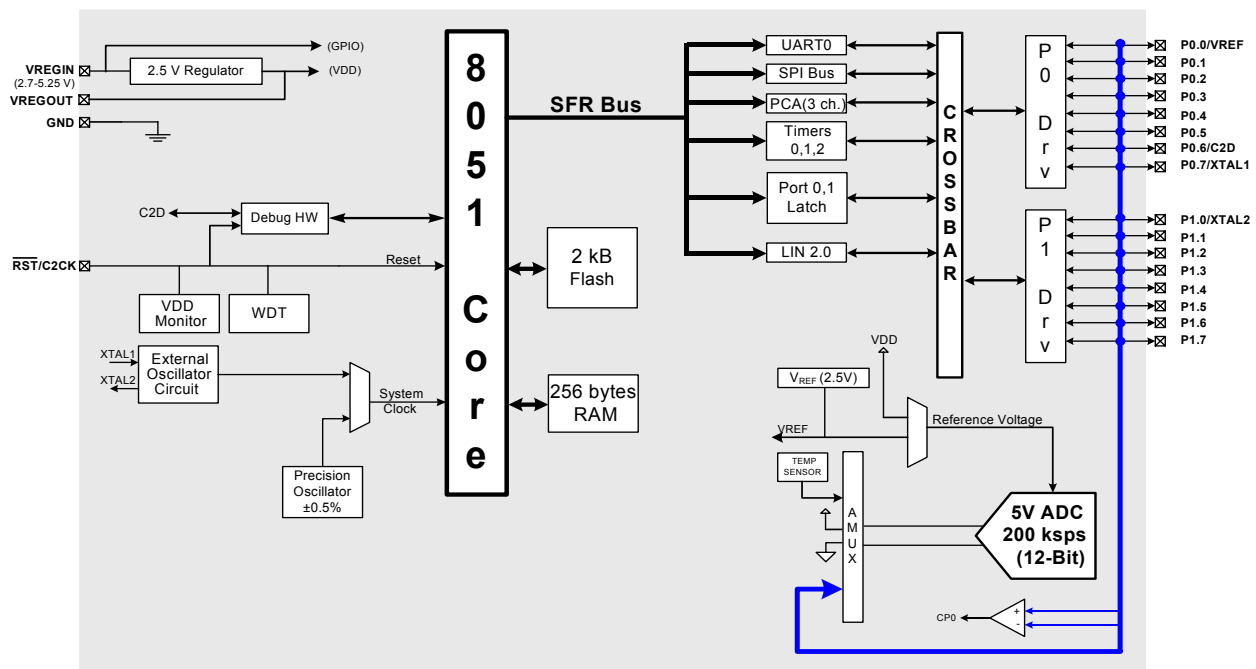 VREGIN
(2.7-5.25 V)
VREGOUT
GND
2.5 V Regulator
(GPIO)
(VDD)
8051 Core
SFR Bus
UART0
SPI Bus
PCA(3 ch.)
Timers
0,1,2
Port 0,1
Latch
LIN 2.0
CROSSBAR
P0 Drv
P0.0/VREF
P0.1
P0.2
P0.3
P0.4
P0.5
P0.6/C2D
P0.7/XTAL1
P1 Drv
P1.0/XTAL2
P1.1
P1.2
P1.3
P1.4
P1.5
P1.6
P1.7
C2D
Debug HW
RST/C2CK
Reset
VDD
Monitor
WDT
2 kB
Flash
XTAL1
XTAL2
External
Oscillator
Circuit
System
Clock
256 bytes
RAM
Precision
Oscillator
±0.5%
VDD
VREF (2.5V)
VREF
Reference Voltage
TEMP
SENSOR
AMUX
5V ADC
200 ksps
(12-Bit)
CP0
+
-